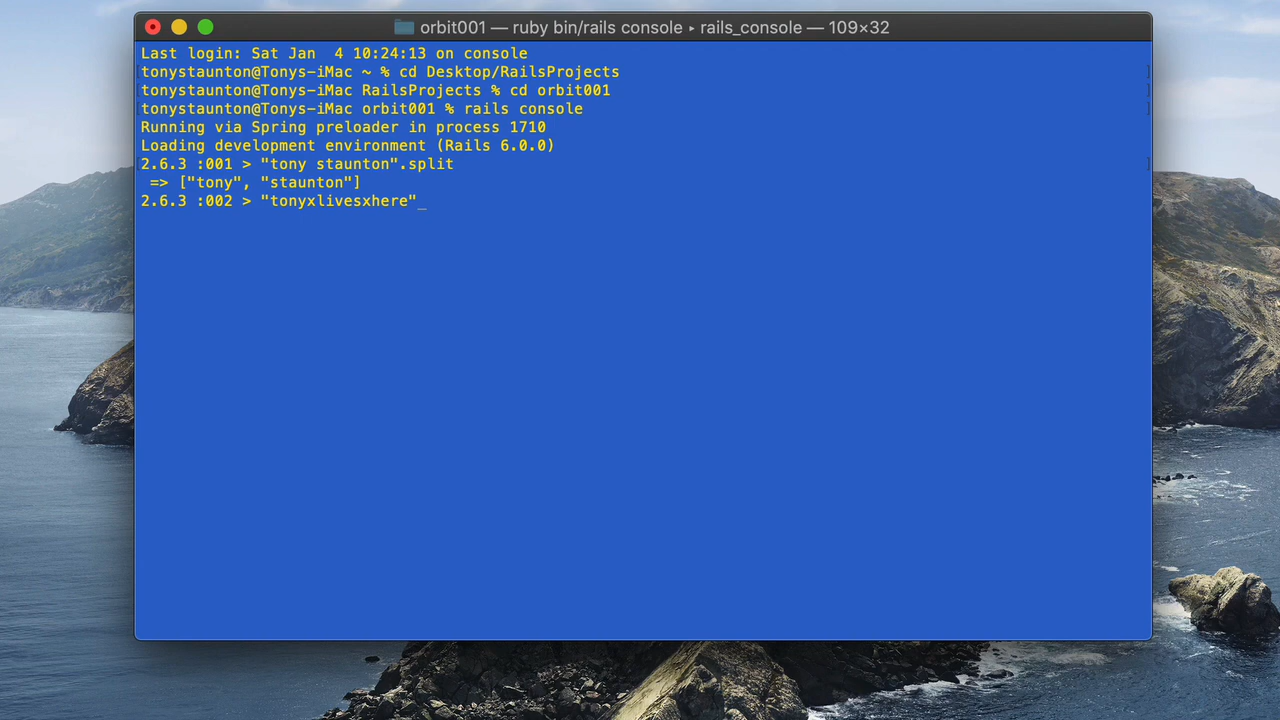 orbit001 — ruby bin/rails console ▸ rails_console — 109×32
Last login: Sat Jan  4 10:24:13 on console
tonystaunton@Tonys-iMac ~ % cd Desktop/RailsProjects
tonystaunton@Tonys-iMac RailsProjects % cd orbit001
tonystaunton@Tonys-iMac orbit001 % rails console
Running via Spring preloader in process 1710
Loading development environment (Rails 6.0.0)
2.6.3 :001 > "tony staunton".split
 => ["tony", "staunton"]
2.6.3 :002 > "tonyxlivesxhere"_